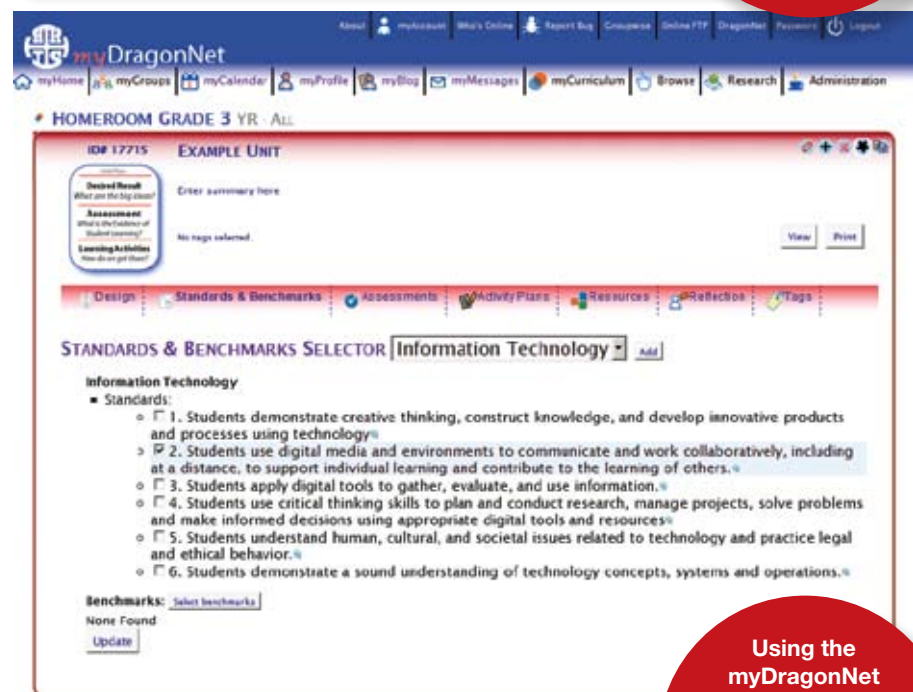 About myAccount Who's Online Report Bug Groupwise Online FTP DragonNet Password Logout
myDragonNet
myHome myGroups myCalendar myProfile myBlog myMessages myCurriculum Browse Research Administration
HOMEROOM GRADE 3 YR ALL
ID# 17715 EXAMPLE UNIT
Desired Result
What are the big ideas?
Enter summary here
Assessment
What is the Evidence of
Student Learning?
No tags selected.
View Print
Learning Activities
How do we get there?
Design Standards & Benchmarks Assessments Activity Plans Resources Reflection Tags
STANDARDS & BENCHMARKS SELECTOR Information Technology Add
Information Technology
Standards:
1. Students demonstrate creative thinking, construct knowledge, and develop innovative products
and processes using technology
2. Students use digital media and environments to communicate and work collaboratively, including
at a distance, to support individual learning and contribute to the learning of others.
3. Students apply digital tools to gather, evaluate, and use information.
4. Students use critical thinking skills to plan and conduct research, manage projects, solve problems
and make informed decisions using appropriate digital tools and resources
5. Students understand human, cultural, and societal issues related to technology and practice legal
and ethical behavior.
6. Students demonstrate a sound understanding of technology concepts, systems and operations.
Benchmarks: Select benchmarks
None Found
Update
Using the
myDragonNet